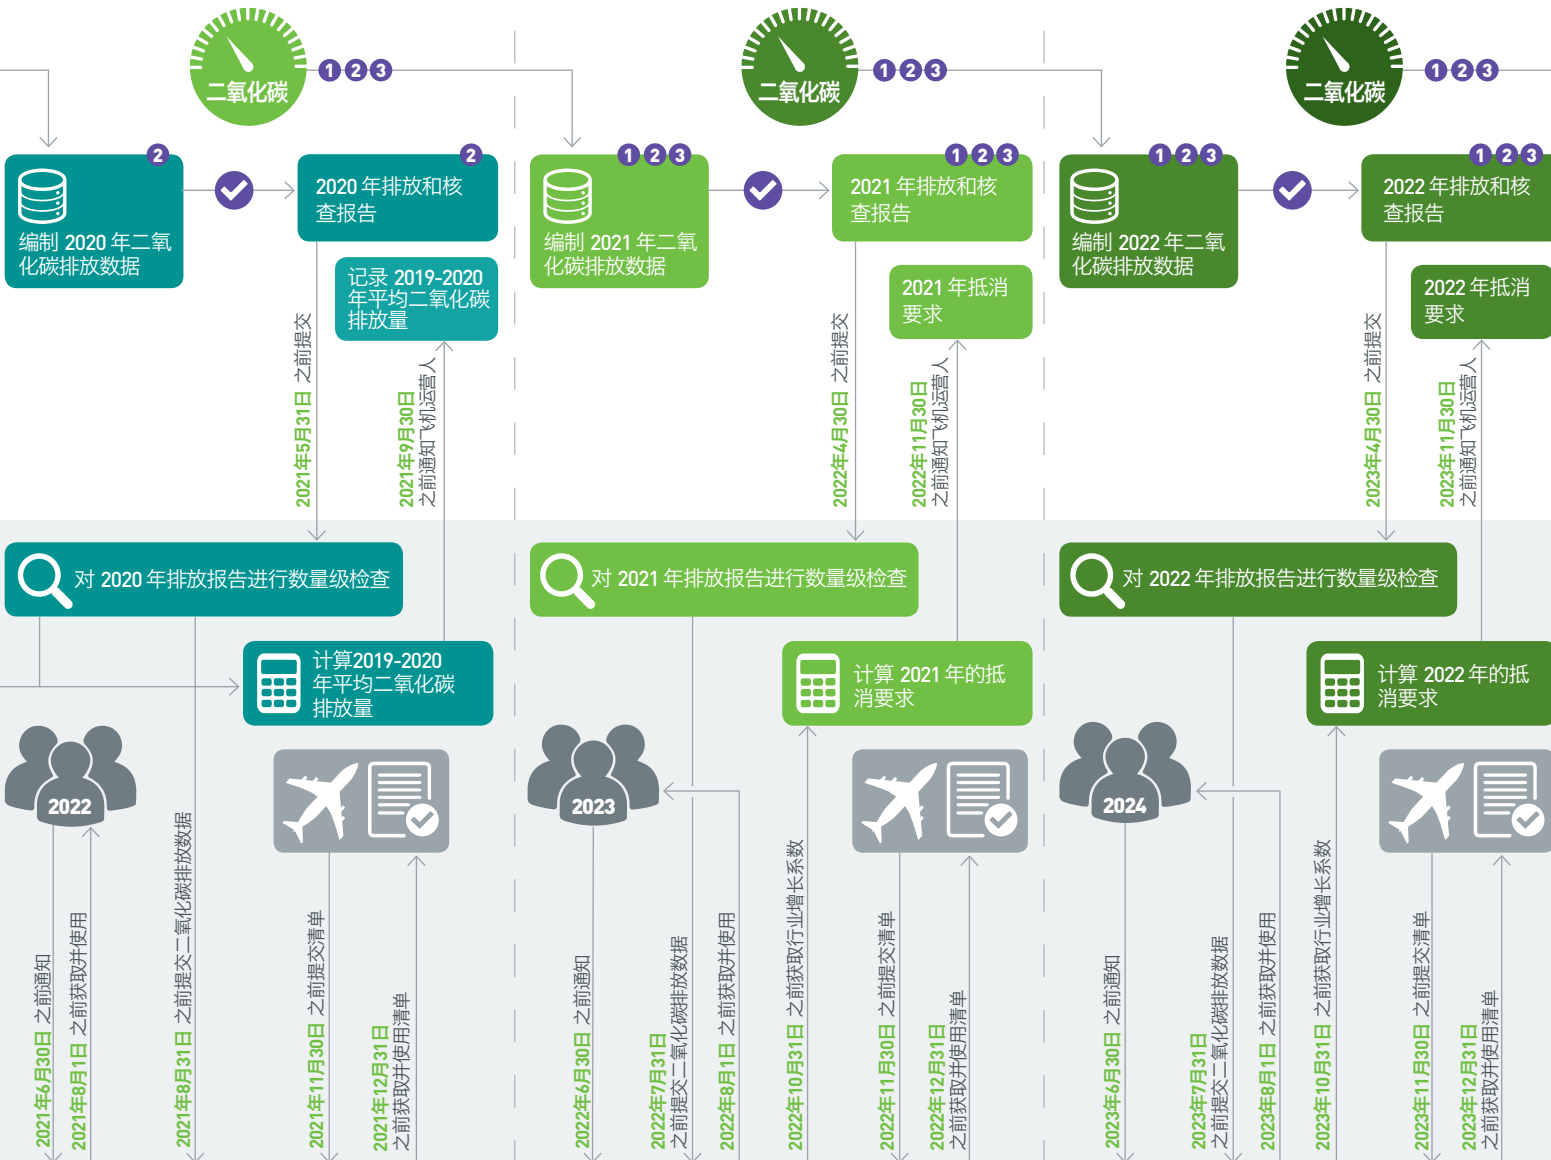 二氧化碳
1 2 3
二氧化碳
1 2 3
二氧化碳
1 2 3
2
编制 2020 年二氧
化碳排放数据
2
2020 年排放和核
查报告
记录 2019-2020
年平均二氧化碳
排放量
2021年5月31日 之前提交
2021年9月30日
之前通知飞机运营人
1 2 3
编制 2021 年二氧
化碳排放数据
1 2 3
2021 年排放和核
查报告
2021 年抵消
要求
2022年4月30日 之前提交
2022年11月30日
之前通知飞机运营人
1 2 3
编制 2022 年二氧
化碳排放数据
1 2 3
2022 年排放和核
查报告
2022 年抵消
要求
2023年4月30日 之前提交
2023年11月30日
之前通知飞机运营人
对 2020 年排放报告进行数量级检查
计算2019-2020
年平均二氧化碳
排放量
2022
2021年6月30日 之前通知
2021年8月1日 之前获取并使用
2021年8月31日 之前提交二氧化碳排放数据
2021年11月30日 之前提交清单
2021年12月31日
之前获取并使用清单
对 2021 年排放报告进行数量级检查
计算 2021 年的抵
消要求
2023
2022年6月30日 之前通知
2022年7月31日
之前提交二氧化碳排放数据
2022年8月1日 之前获取并使用
2022年10月31日 之前获取行业增长系数
2022年11月30日 之前提交清单
2022年12月31日
之前获取并使用清单
对 2022 年排放报告进行数量级检查
计算 2022 年的抵
消要求
2024
2023年6月30日 之前通知
2023年7月31日
之前提交二氧化碳排放数据
2023年8月1日 之前获取并使用
2023年10月31日 之前获取行业增长系数
2023年11月30日 之前提交清单
2023年12月31日
之前获取并使用清单